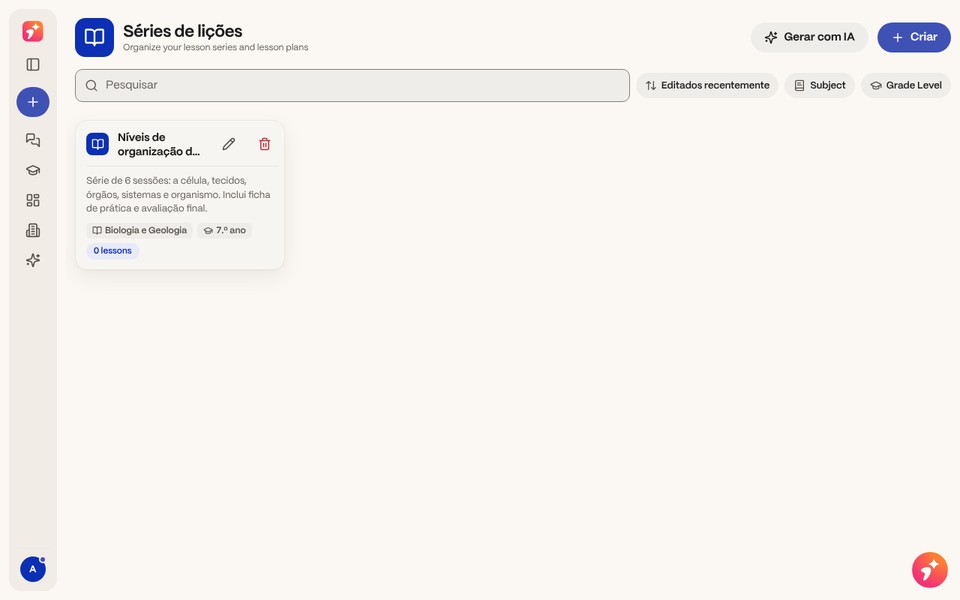 Séries de lições
Organize your lesson series and lesson plans
Gerar com IA
Criar
Pesquisar
Editados recentemente
Subject
Grade Level
Níveis de
organização d...
Série de 6 sessões: a célula, tecidos,
órgãos, sistemas e organismo. Inclui ficha
de prática e avaliação final.
Biologia e Geologia
7.º ano
0 lessons
A